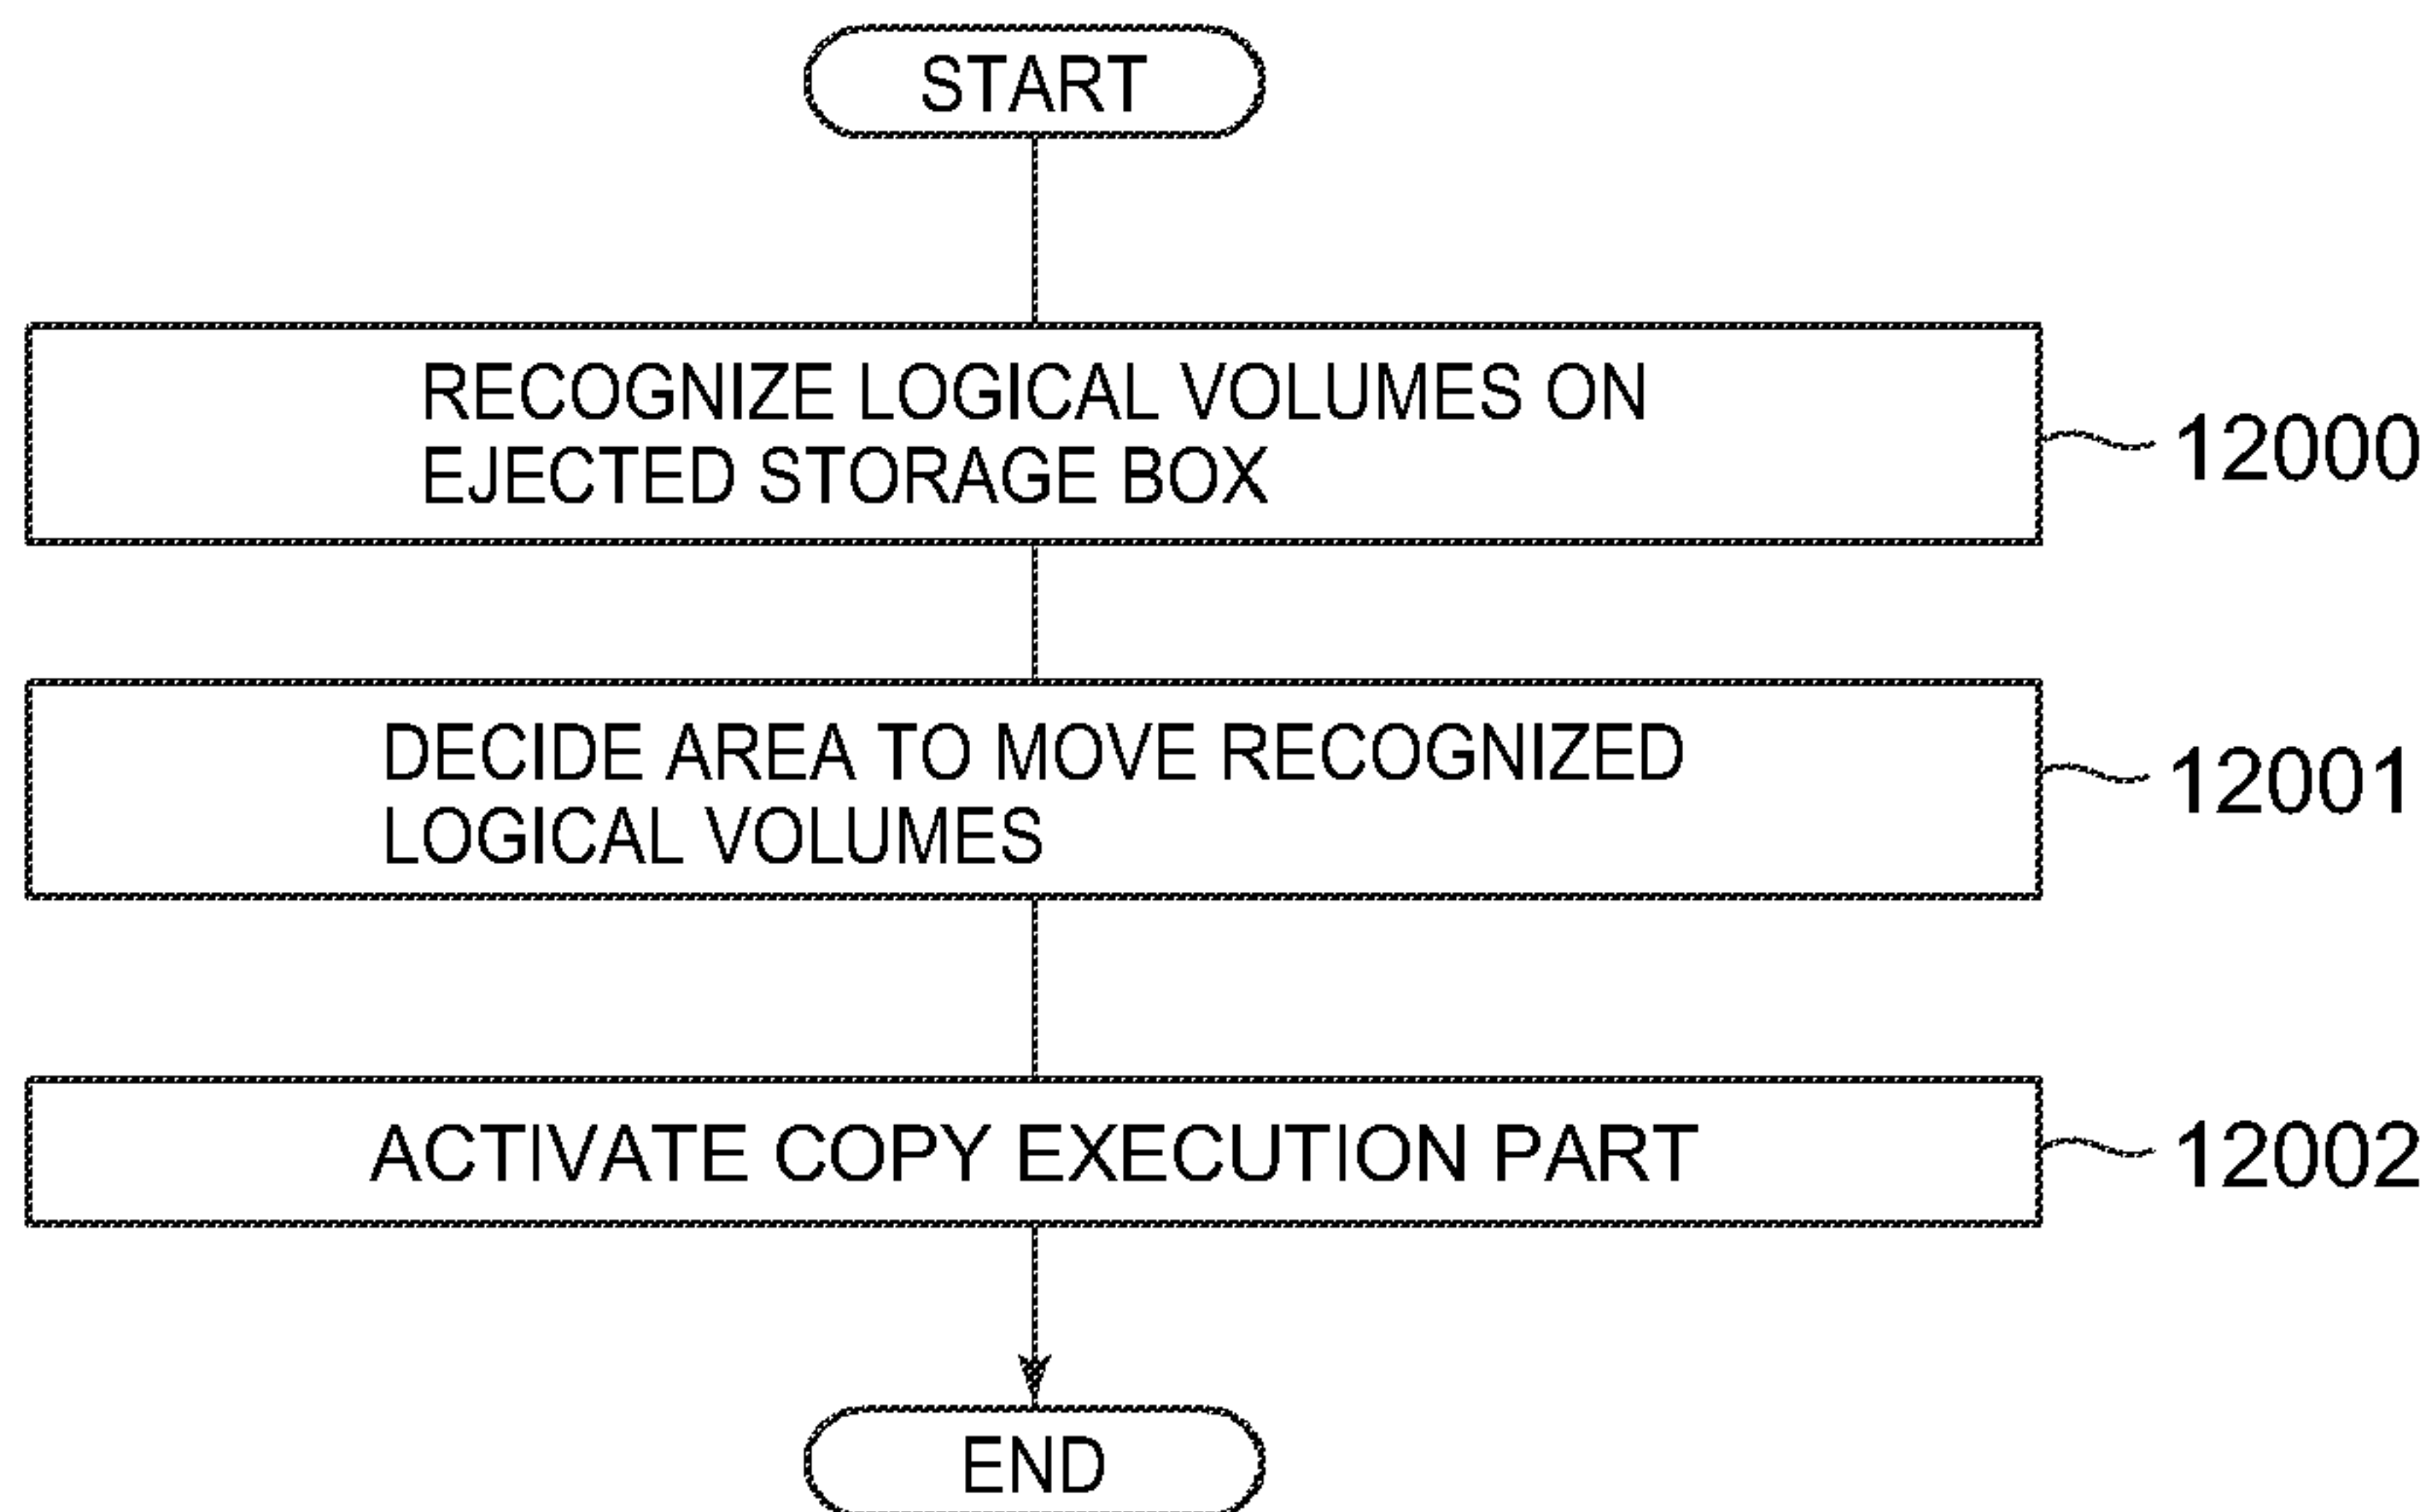 START
RECOGNIZE LOGICAL VOLUMES ON
EJECTED STORAGE BOX
12000
DECIDE AREA TO MOVE RECOGNIZED
LOGICAL VOLUMES
12001
ACTIVATE COPY EXECUTION PART
12002
END